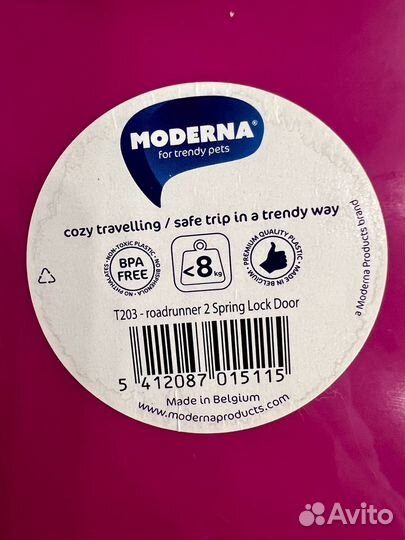 MODERNA®
for trendy pets
cozy travelling / safe trip in a trendy way
a Moderna Products brand
BPA
FREE
NON-TOXIC PLASTIC • NO BISPHENOLA • NO PHTHALATES •
<8 kg
PREMIUM QUALITY PLASTIC • MADE IN BELGIUM •
T203 - roadrunner 2 Spring Lock Door
5 412087 015115
Made in Belgium
www.modernaproducts.com
Avito